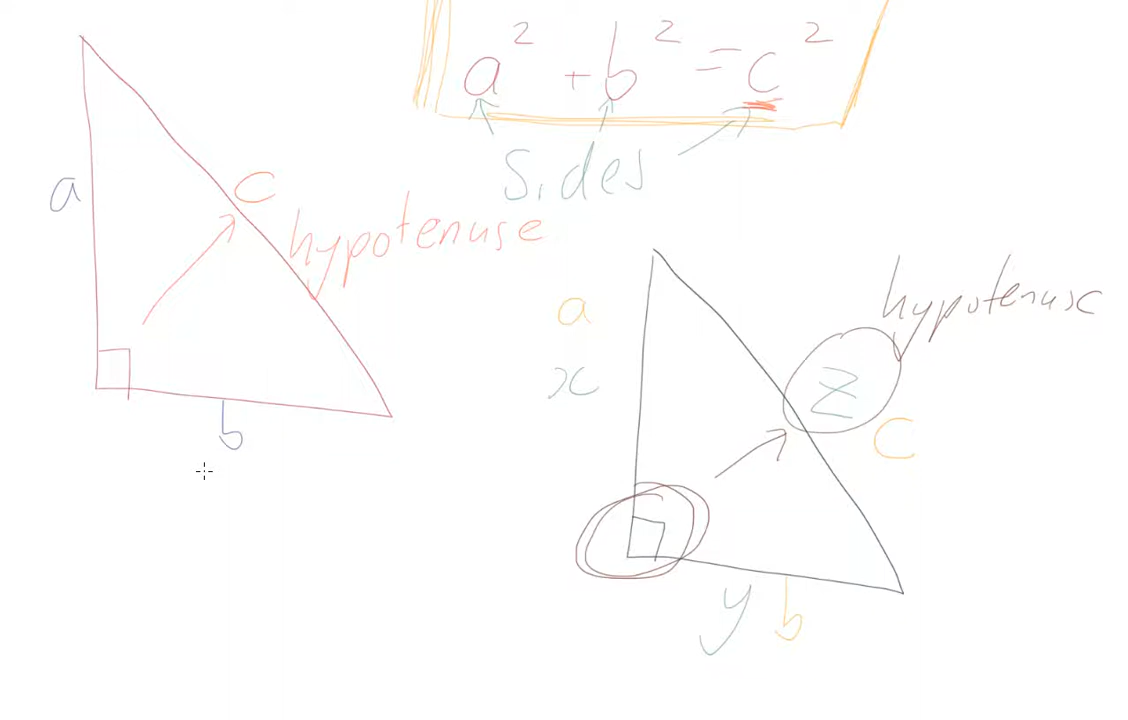 a² + b² = c²
Sides
a
c
hypotenuse
b
hypotenuse
a
x
z
c
y b